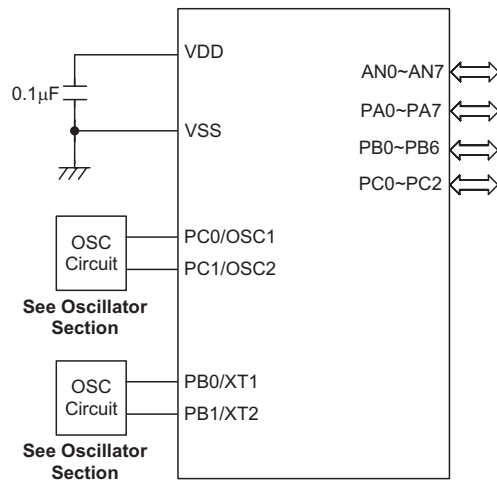 VDD
0.1μF
VSS
AN0~AN7
PA0~PA7
PB0~PB6
PC0~PC2
OSC
Circuit
PC0/OSC1
PC1/OSC2
See Oscillator
Section
OSC
Circuit
PB0/XT1
PB1/XT2
See Oscillator
Section